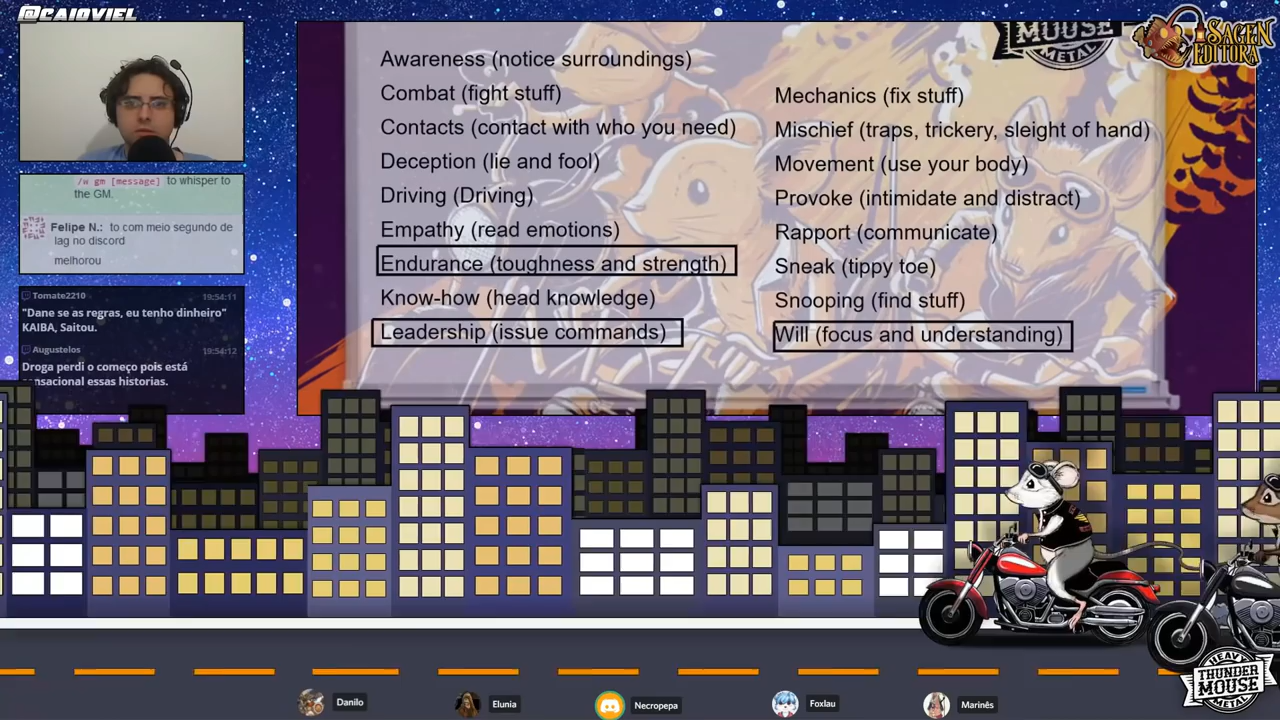 @CAIOVIEL
/w gm [message] to whisper to
the GM.
Felipe N.: to com meio segundo de
lag no discord
melhorou
Tomate2210 19:54:11
"Dane se as regras, eu tenho dinheiro"
KAIBA, Saitou.
Augustelos 19:54:12
Droga perdi o começo pois está
sensacional essas historias.
Awareness (notice surroundings)
Combat (fight stuff)
Contacts (contact with who you need)
Deception (lie and fool)
Driving (Driving)
Empathy (read emotions)
Endurance (toughness and strength)
Know-how (head knowledge)
Leadership (issue commands)
Mechanics (fix stuff)
Mischief (traps, trickery, sleight of hand)
Movement (use your body)
Provoke (intimidate and distract)
Rapport (communicate)
Sneak (tippy toe)
Snooping (find stuff)
Will (focus and understanding)
MOUSE
METAL
SAGEN
EDITORA
HEAVY
THUNDER
MOUSE
METAL
Danilo
Elunia
Necropepa
Foxlau
Marinês